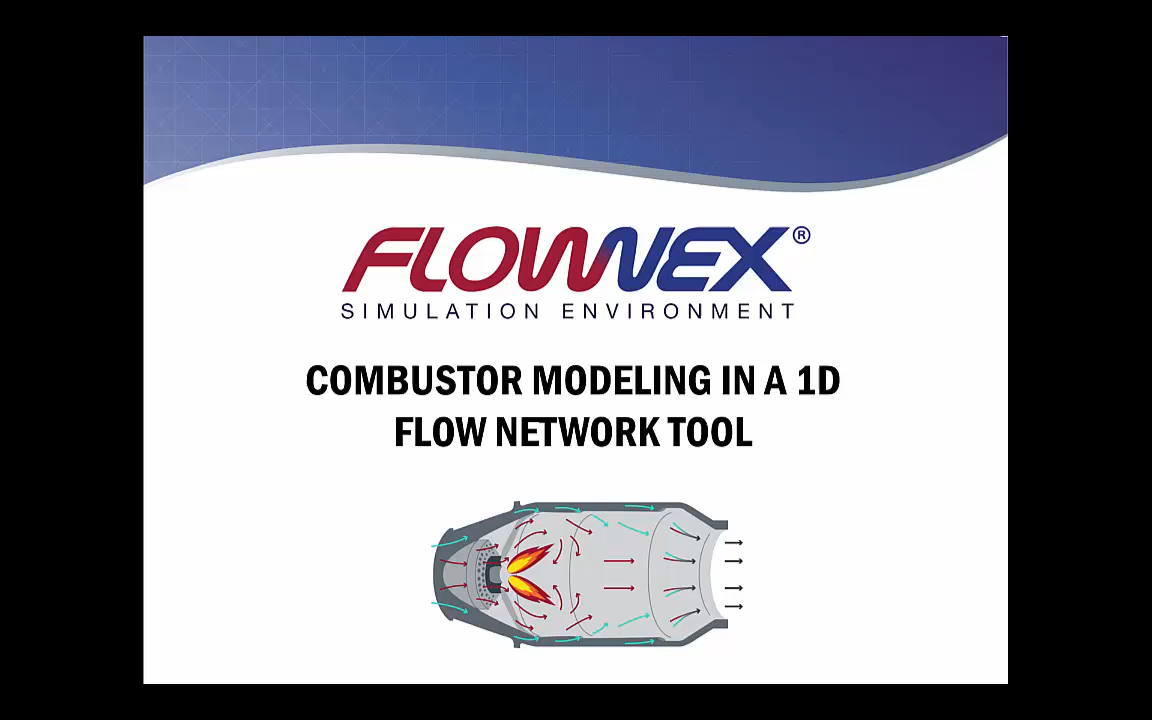 FLOWNEX®
SIMULATION ENVIRONMENT
COMBUSTOR MODELING IN A 1D
FLOW NETWORK TOOL